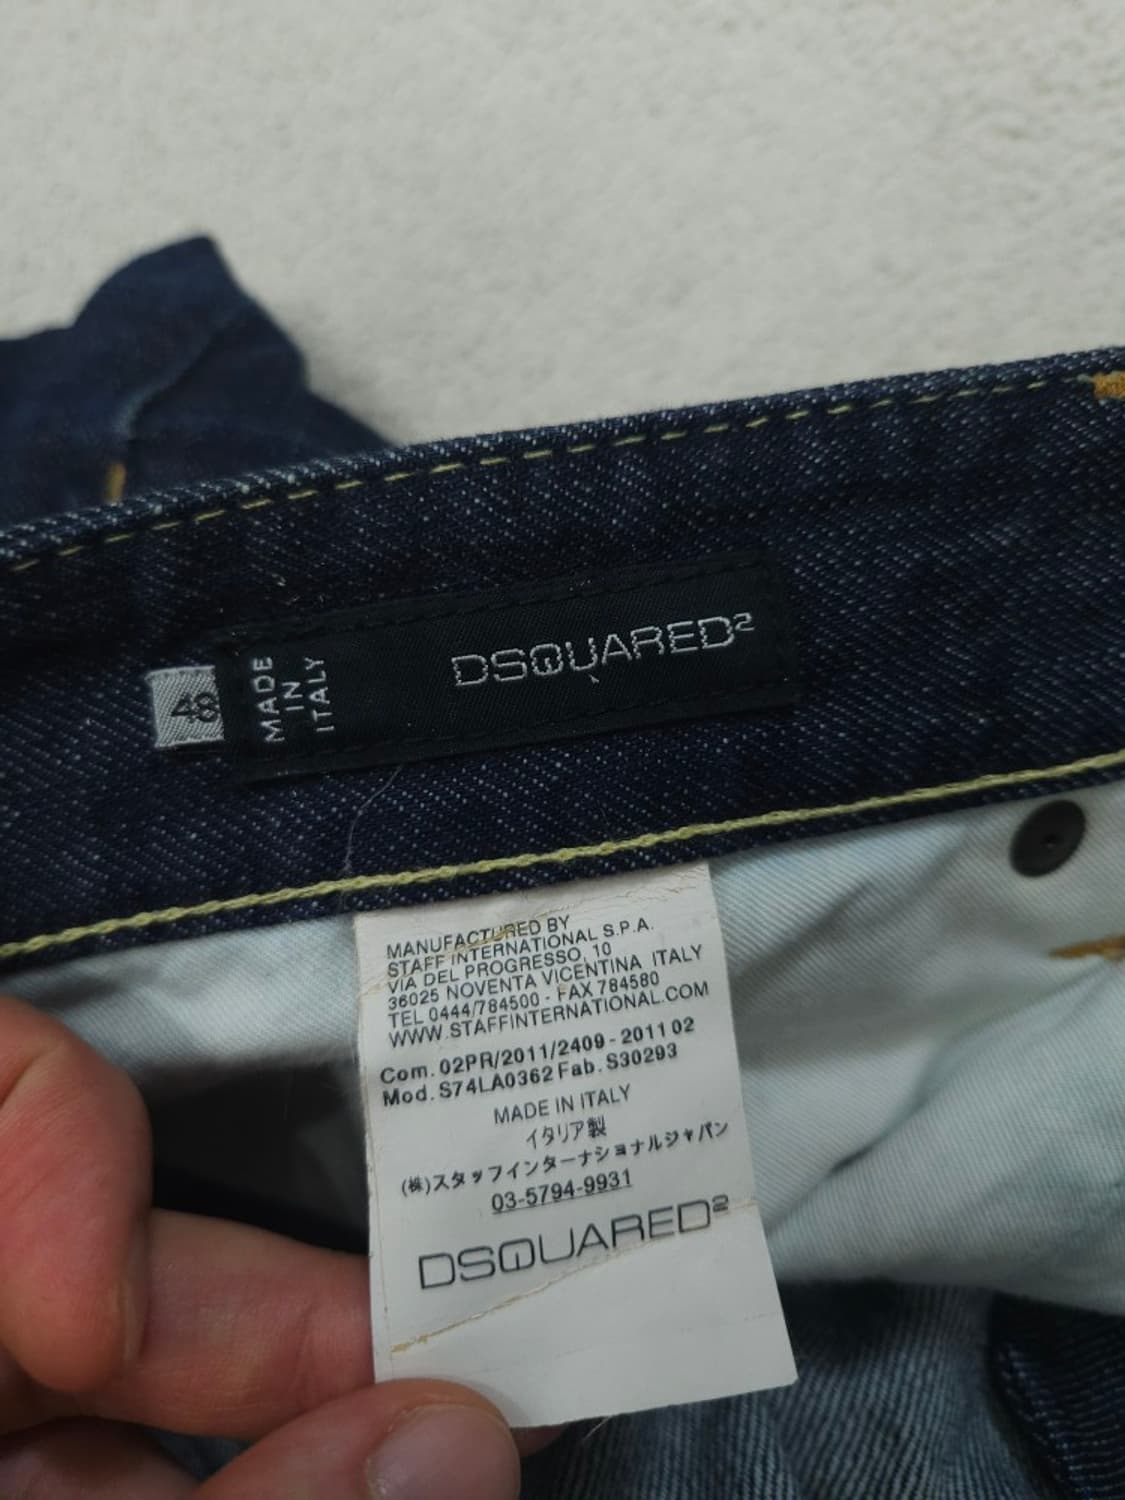 48
MADE
IN
ITALY
DSQUARED2
MANUFACTURED BY
STAFF INTERNATIONAL S.P.A.
VIA DEL PROGRESSO, 10
36025 NOVENTA VICENTINA ITALY
TEL 0444/784500 - FAX 784580
WWW.STAFFINTERNATIONAL.COM
Com. 02PR/2011/2409 - 2011 02
Mod. S74LA0362 Fab. S30293
MADE IN ITALY
イタリア製
(株)スタッフインターナショナルジャパン
03-5794-9931
DSQUARED2